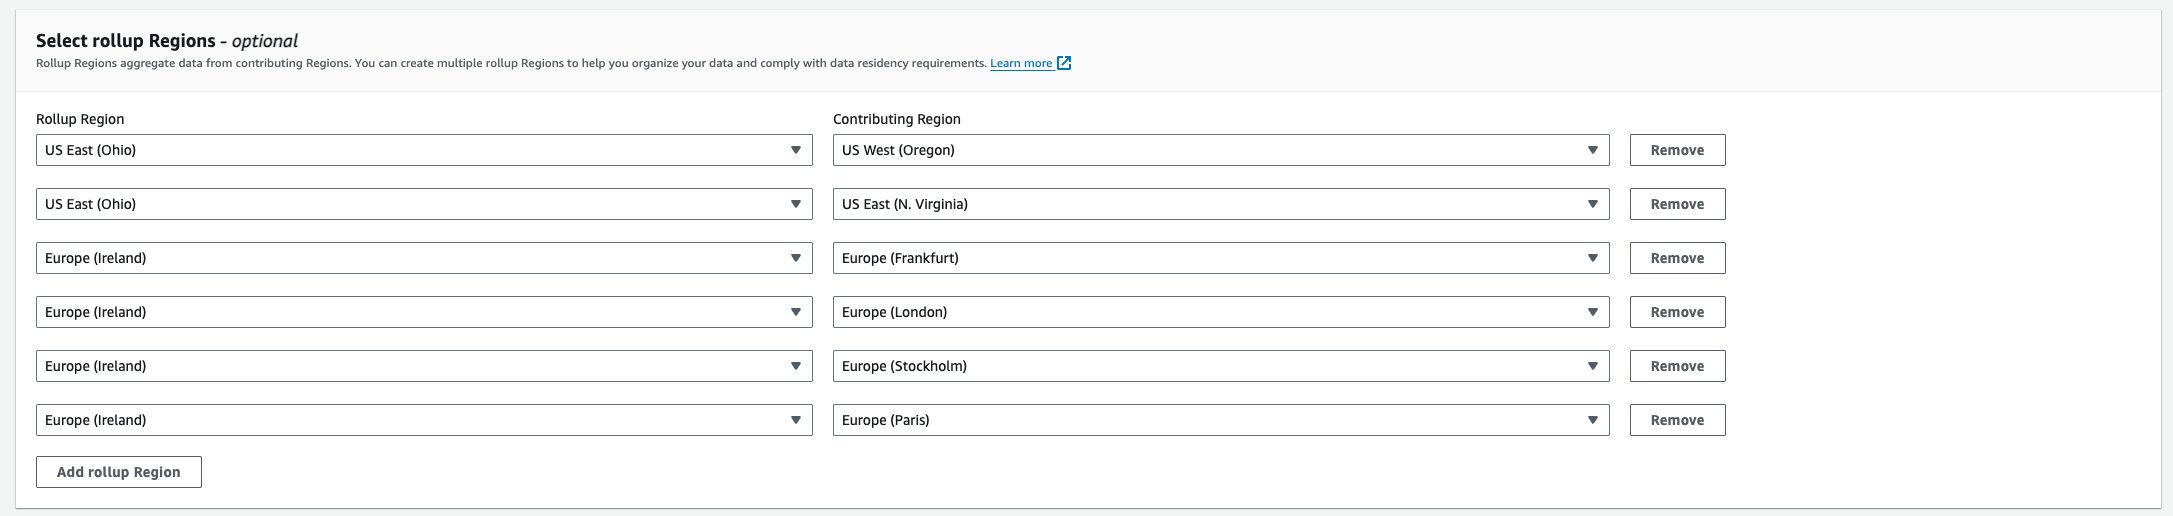 Select rollup Regions - optional
Rollup Regions aggregate data from contributing Regions. You can create multiple rollup Regions to help you organize your data and comply with data residency requirements. Learn more
Rollup Region Contributing Region
US East (Ohio) US West (Oregon) Remove
US East (Ohio) US East (N. Virginia) Remove
Europe (Ireland) Europe (Frankfurt) Remove
Europe (Ireland) Europe (London) Remove
Europe (Ireland) Europe (Stockholm) Remove
Europe (Ireland) Europe (Paris) Remove
Add rollup Region